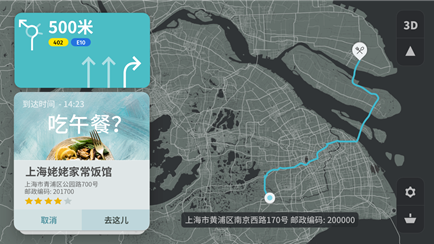 500米
402 E10
到达时间 - 14:23
吃午餐？
上海姥姥家常饭馆
上海市青浦区公园路700号
邮政编码: 201700
取消 去这儿
3D
上海市黄浦区南京西路170号 邮政编码: 200000